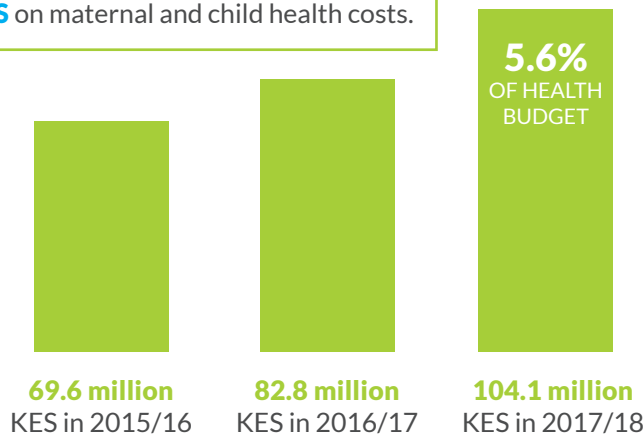 on maternal and child health costs.
5.6%
OF HEALTH
BUDGET
69.6 million
KES in 2015/16
82.8 million
KES in 2016/17
104.1 million
KES in 2017/18